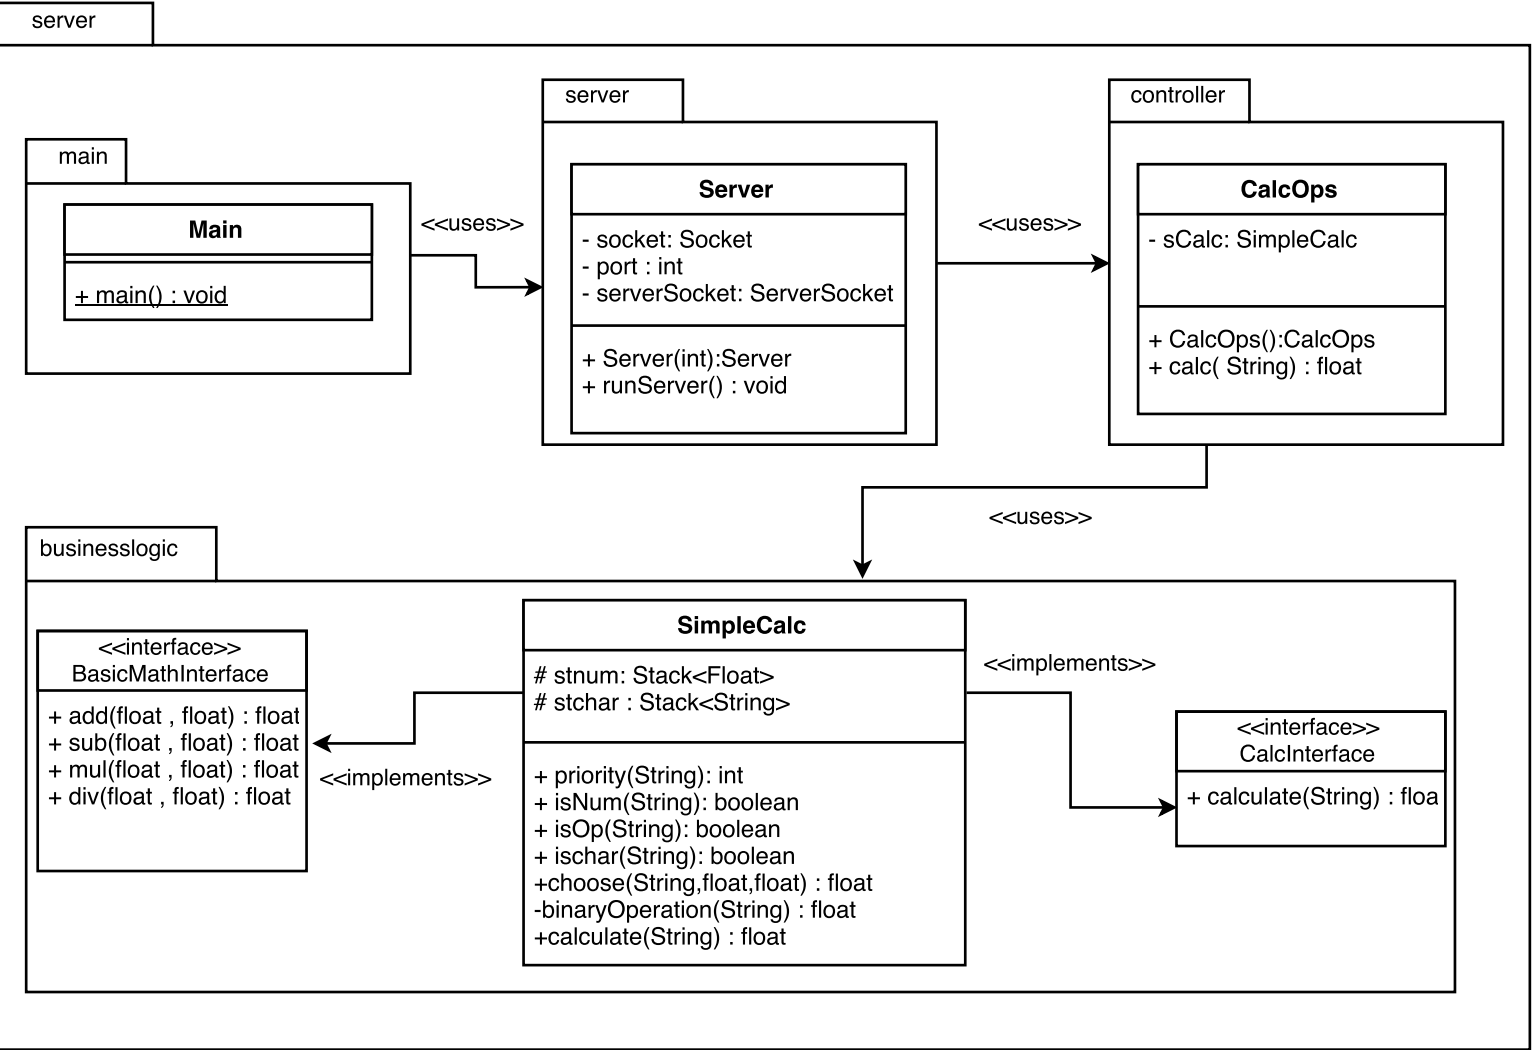 server
main
Main
+ main() : void
<<uses>>
server
Server
- socket: Socket
- port : int
- serverSocket: ServerSocket
+ Server(int):Server
+ runServer() : void
<<uses>>
controller
CalcOps
- sCalc: SimpleCalc
+ CalcOps():CalcOps
+ calc( String) : float
<<uses>>
businesslogic
<<interface>>
BasicMathInterface
+ add(float , float) : float
+ sub(float , float) : float
+ mul(float , float) : float
+ div(float , float) : float
<<implements>>
SimpleCalc
# stnum: Stack<Float>
# stchar : Stack<String>
+ priority(String): int
+ isNum(String): boolean
+ isOp(String): boolean
+ ischar(String): boolean
+choose(String,float,float) : float
-binaryOperation(String) : float
+calculate(String) : float
<<implements>>
<<interface>>
CalcInterface
+ calculate(String) : floa